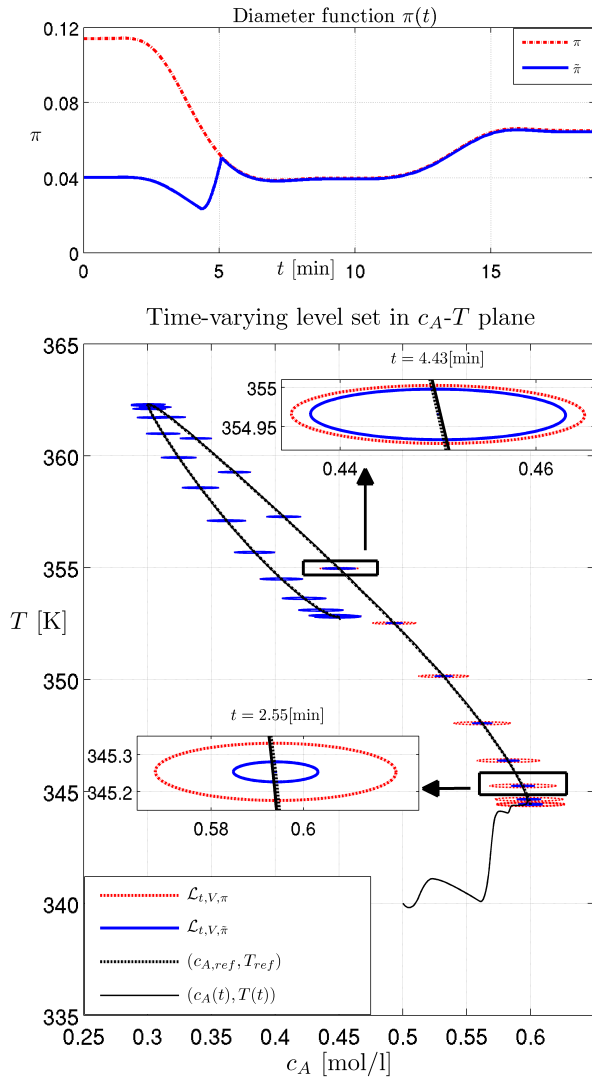 Diameter function π(t)
0.12
0.08
π
0.04
0
π
π̃
0 5 10 15
t [min]
Time-varying level set in c_A-T plane
365
360
355
350
345
340
335
T [K]
t = 4.43[min]
355
354.95
0.44 0.46
t = 2.55[min]
345.3
345.2
0.58 0.6
ℒ_{t,V,π}
ℒ_{t,V,π̃}
(c_{A,ref}, T_{ref})
(c_A(t), T(t))
0.25 0.3 0.35 0.4 0.45 0.5 0.55 0.6
c_A [mol/l]